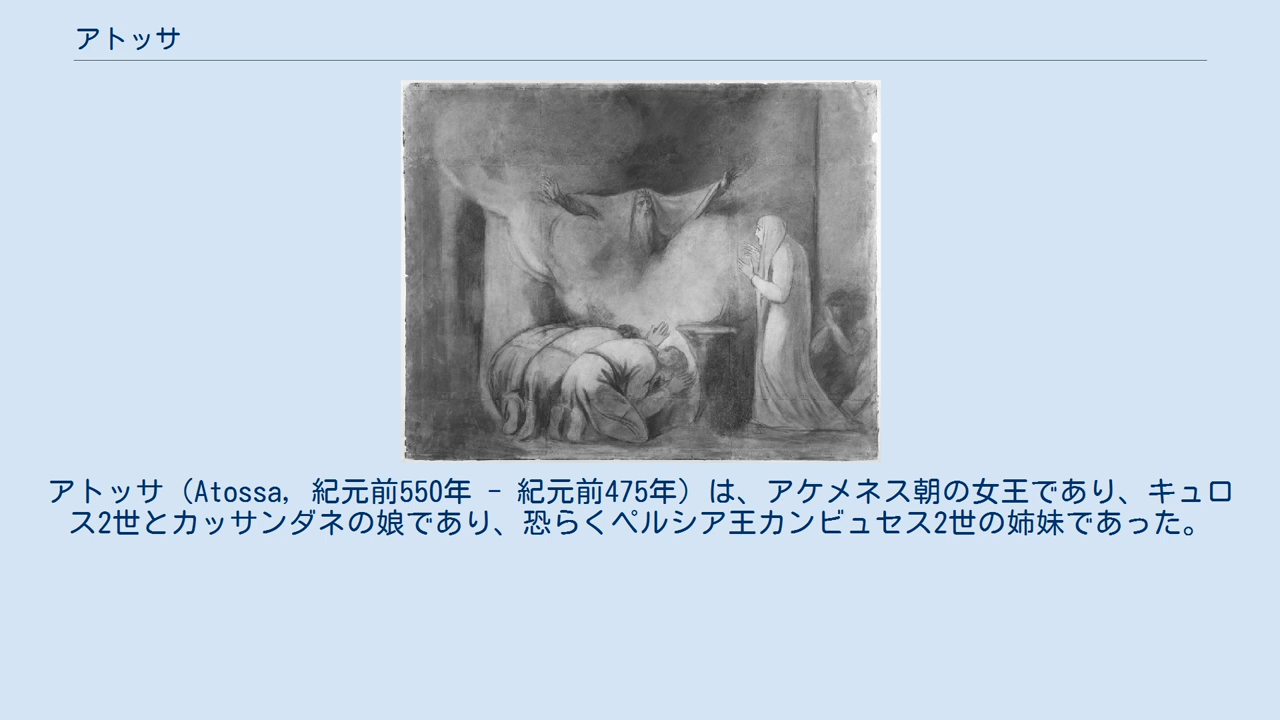 アトッサ
アトッサ（Atossa, 紀元前550年 - 紀元前475年）は、アケメネス朝の女王であり、キュロ
ス2世とカッサンダネの娘であり、恐らくペルシア王カンビュセス2世の姉妹であった。